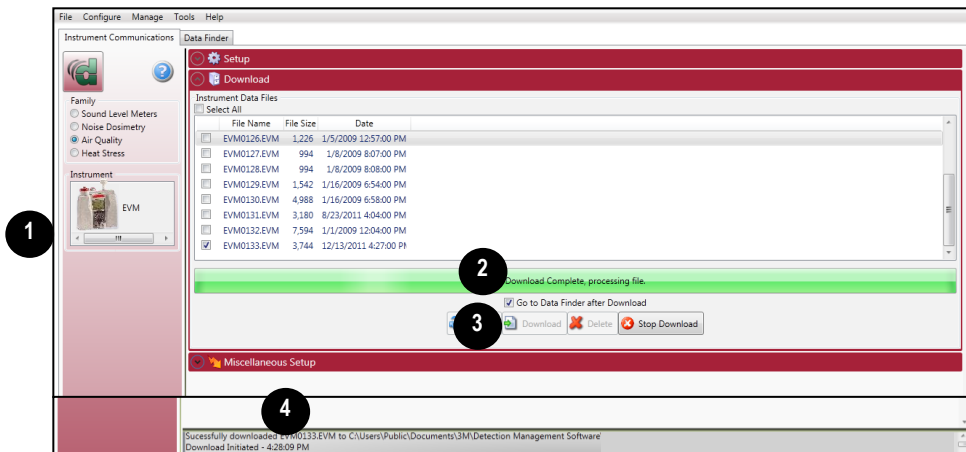 File Configure Manage Tools Help
Instrument Communications Data Finder
Setup
Download
Family
Sound Level Meters
Noise Dosimetry
Air Quality
Heat Stress
Instrument
EVM
Instrument Data Files
Select All
File Name File Size Date
EVM0126.EVM 1,226 1/5/2009 12:57:00 PM
EVM0127.EVM 994 1/8/2009 8:07:00 PM
EVM0128.EVM 994 1/8/2009 8:08:00 PM
EVM0129.EVM 1,542 1/16/2009 6:54:00 PM
EVM0130.EVM 4,988 1/16/2009 6:58:00 PM
EVM0131.EVM 3,180 8/23/2011 4:04:00 PM
EVM0132.EVM 7,594 1/1/2009 12:04:00 PM
EVM0133.EVM 3,744 12/13/2011 4:27:00 PM
1
2
Download Complete, processing file.
Go to Data Finder after Download
3
Download Delete Stop Download
Miscellaneous Setup
4
Sucessfully downloaded EVM0133.EVM to C:\Users\Public\Documents\3M\Detection Management Software'
Download Initiated - 4:28:09 PM